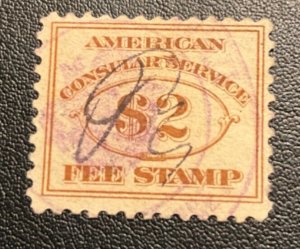 AMERICAN
CONSULAR SERVICE
$2
FEE STAMP